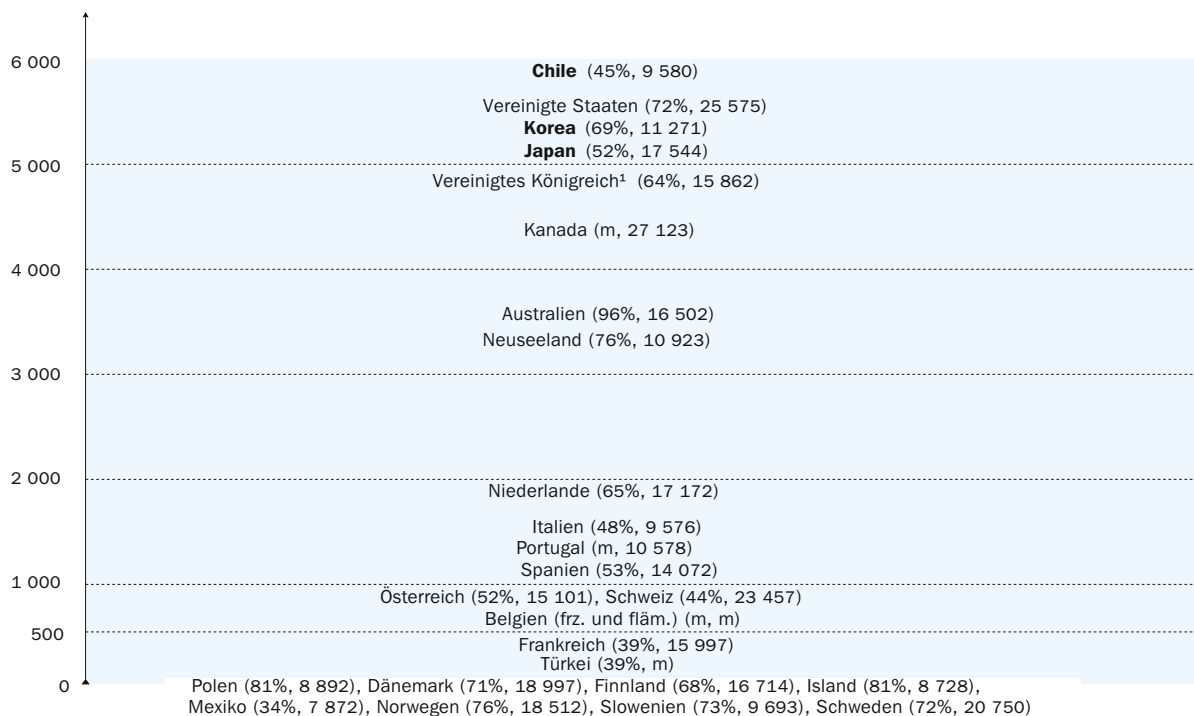 6 000
Chile (45%, 9 580)
Vereinigte Staaten (72%, 25 575)
Korea (69%, 11 271)
Japan (52%, 17 544)
5 000
Vereinigtes Königreich¹ (64%, 15 862)
Kanada (m, 27 123)
4 000
Australien (96%, 16 502)
Neuseeland (76%, 10 923)
3 000
2 000
Niederlande (65%, 17 172)
Italien (48%, 9 576)
Portugal (m, 10 578)
Spanien (53%, 14 072)
1 000
Österreich (52%, 15 101), Schweiz (44%, 23 457)
Belgien (frz. und fläm.) (m, m)
500
Frankreich (39%, 15 997)
Türkei (39%, m)
0
Polen (81%, 8 892), Dänemark (71%, 18 997), Finnland (68%, 16 714), Island (81%, 8 728),
Mexiko (34%, 7 872), Norwegen (76%, 18 512), Slowenien (73%, 9 693), Schweden (72%, 20 750)